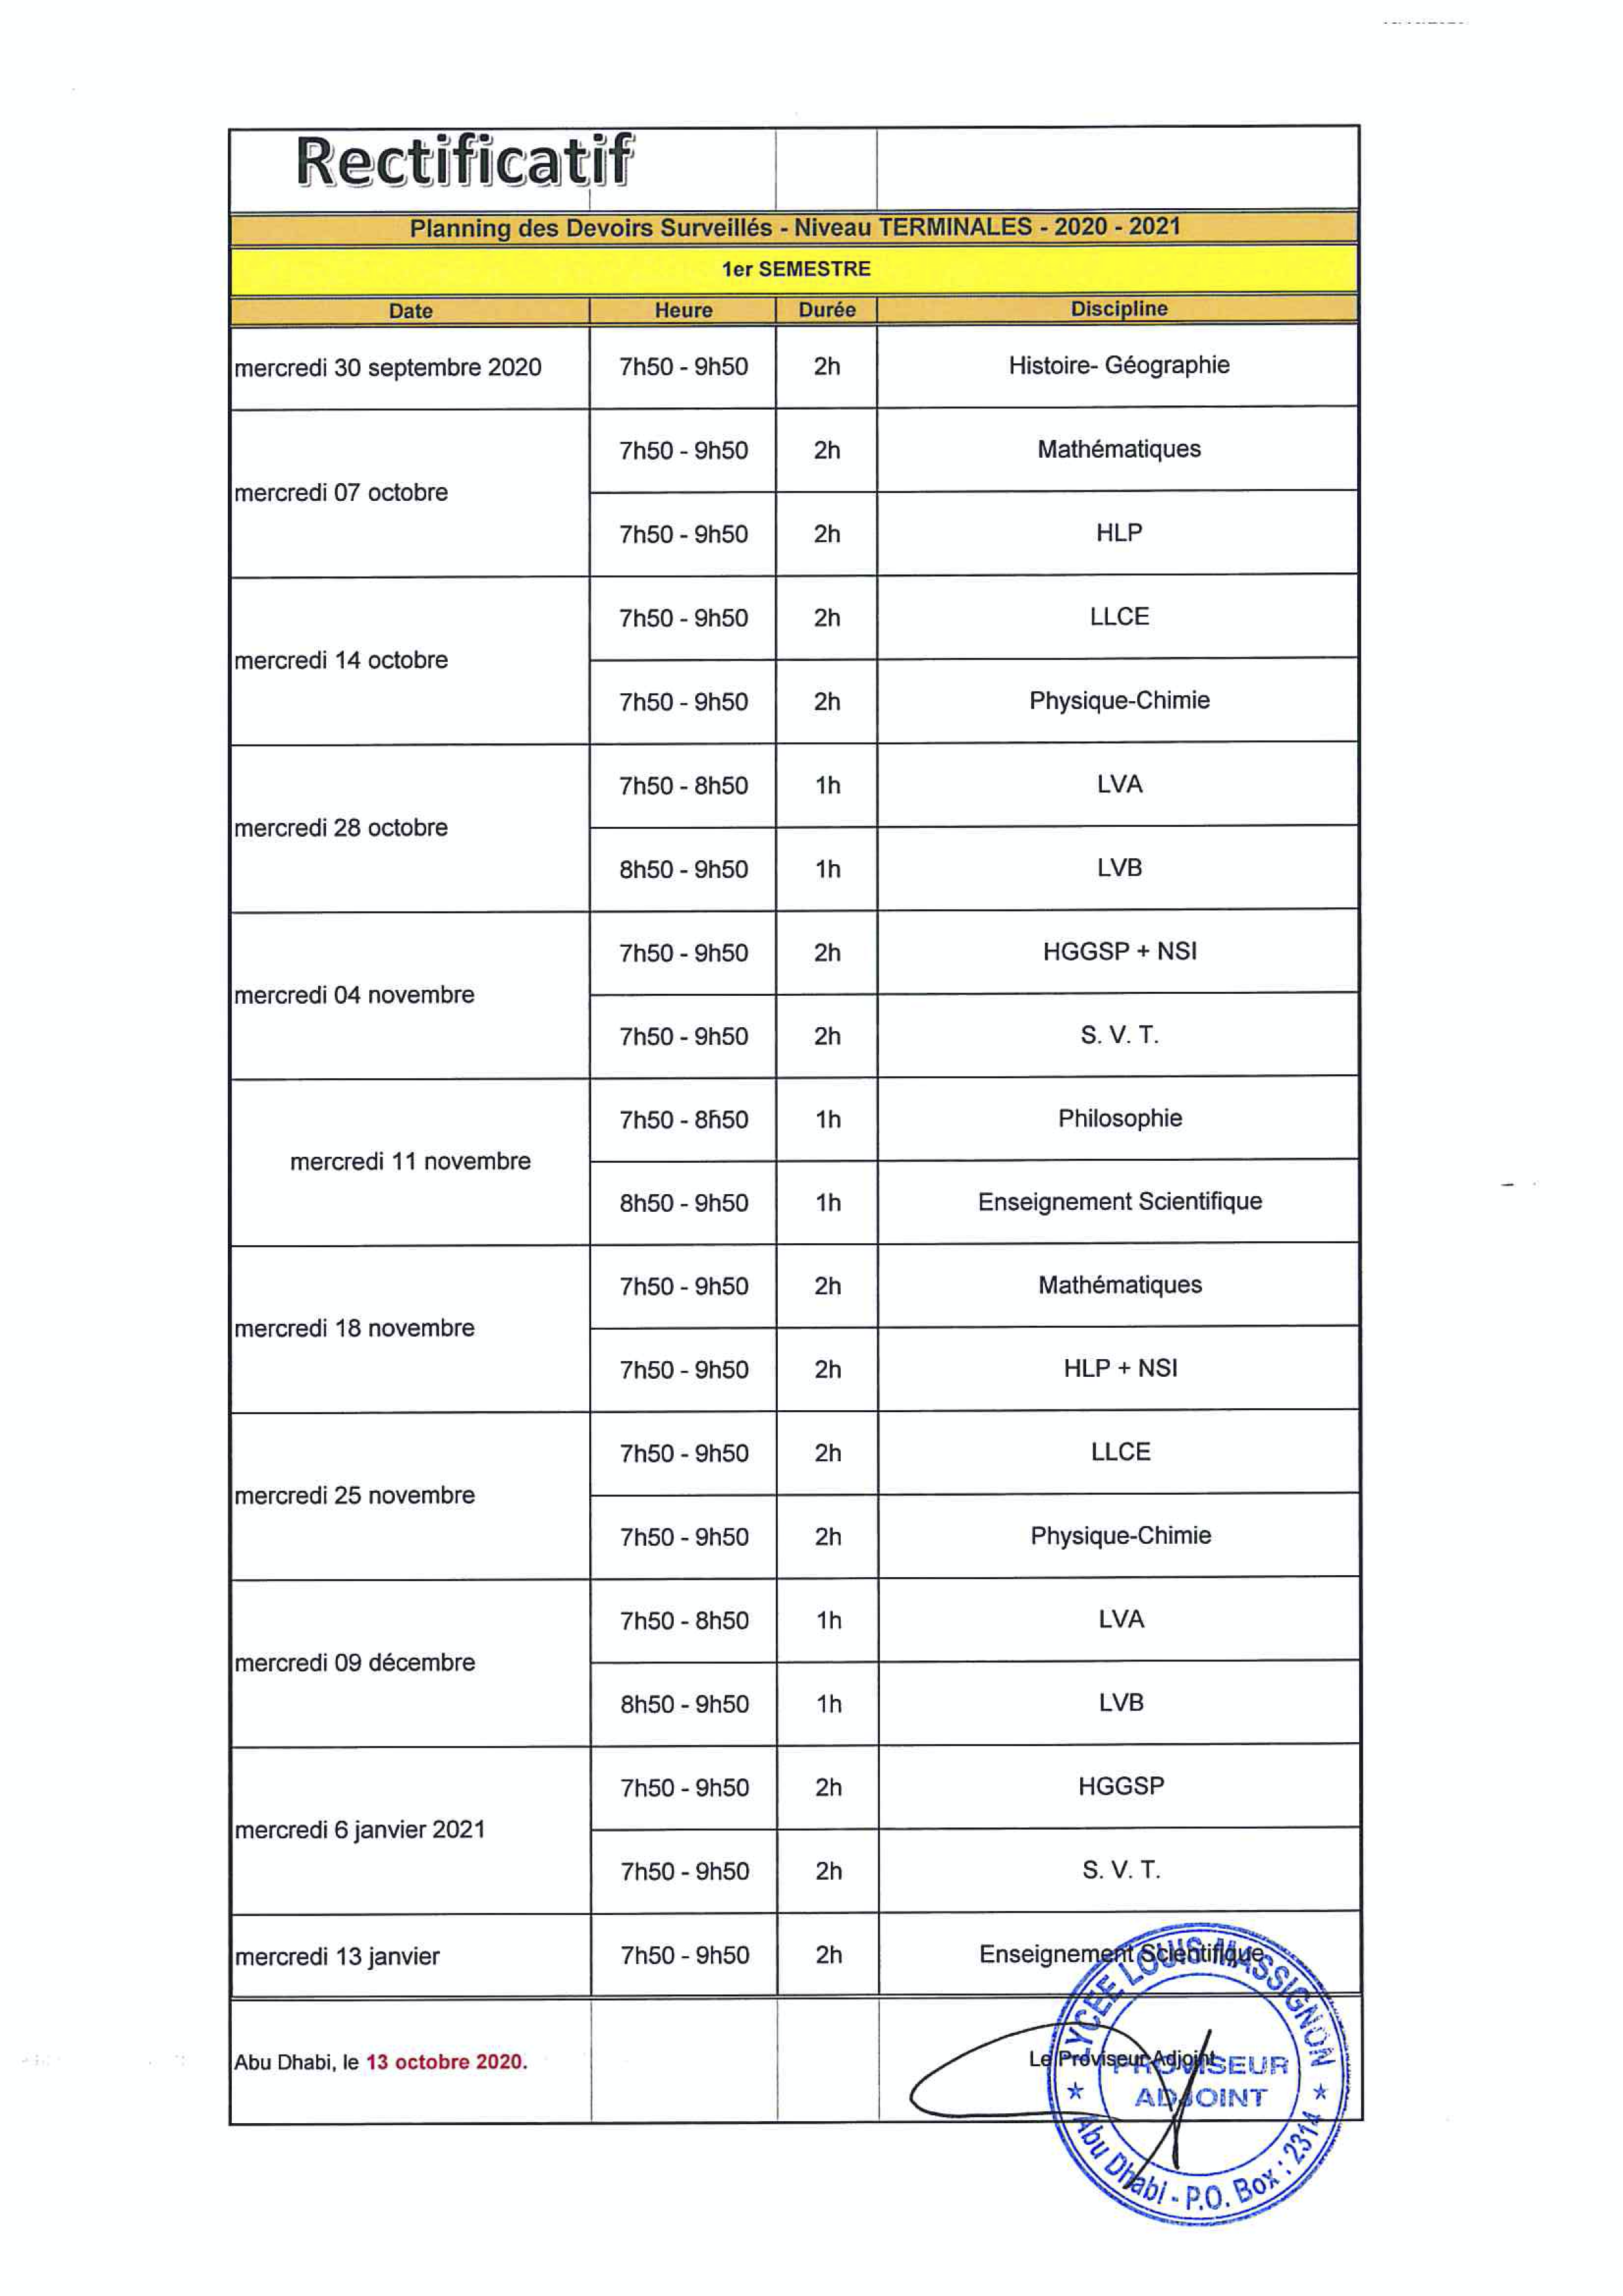 Rectificatif
Planning des Devoirs Surveillés - Niveau TERMINALES - 2020 - 2021
1er SEMESTRE
Date Heure Durée Discipline
mercredi 30 septembre 2020 7h50 - 9h50 2h Histoire- Géographie
mercredi 07 octobre
7h50 - 9h50 2h Mathématiques
7h50 - 9h50 2h HLP
mercredi 14 octobre
7h50 - 9h50 2h LLCE
7h50 - 9h50 2h Physique-Chimie
mercredi 28 octobre
7h50 - 8h50 1h LVA
8h50 - 9h50 1h LVB
mercredi 04 novembre
7h50 - 9h50 2h HGGSP + NSI
7h50 - 9h50 2h S. V. T.
mercredi 11 novembre
7h50 - 8h50 1h Philosophie
8h50 - 9h50 1h Enseignement Scientifique
mercredi 18 novembre
7h50 - 9h50 2h Mathématiques
7h50 - 9h50 2h HLP + NSI
mercredi 25 novembre
7h50 - 9h50 2h LLCE
7h50 - 9h50 2h Physique-Chimie
mercredi 09 décembre
7h50 - 8h50 1h LVA
8h50 - 9h50 1h LVB
mercredi 6 janvier 2021
7h50 - 9h50 2h HGGSP
7h50 - 9h50 2h S. V. T.
mercredi 13 janvier 7h50 - 9h50 2h Enseignement Scientifique
Abu Dhabi, le 13 octobre 2020. Le Proviseur Adjoint
LYCEE LOUIS MASSIGNON
PROVISEUR
ADJOINT
Abu Dhabi - P.O. Box : 2314